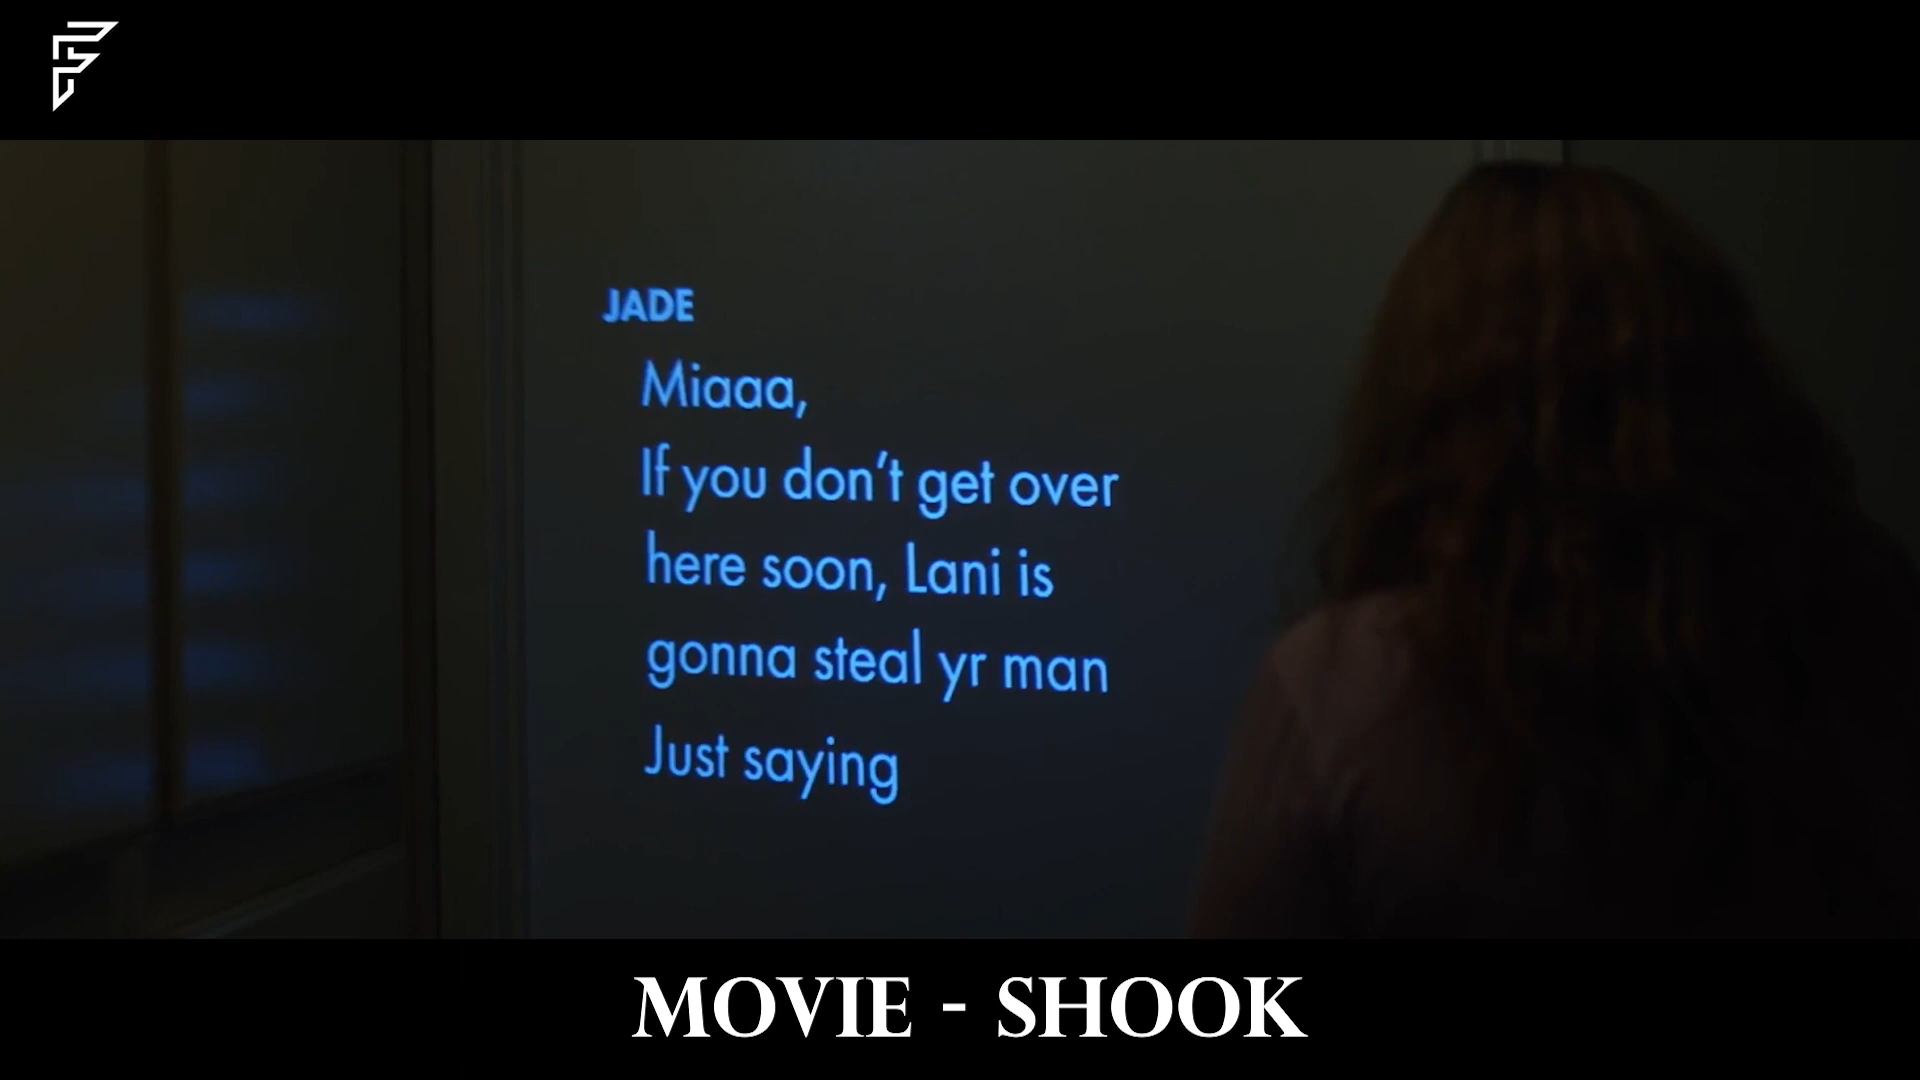 JADE
Miaaa,
If you don't get over
here soon, Lani is
gonna steal yr man
Just saying
MOVIE - SHOOK